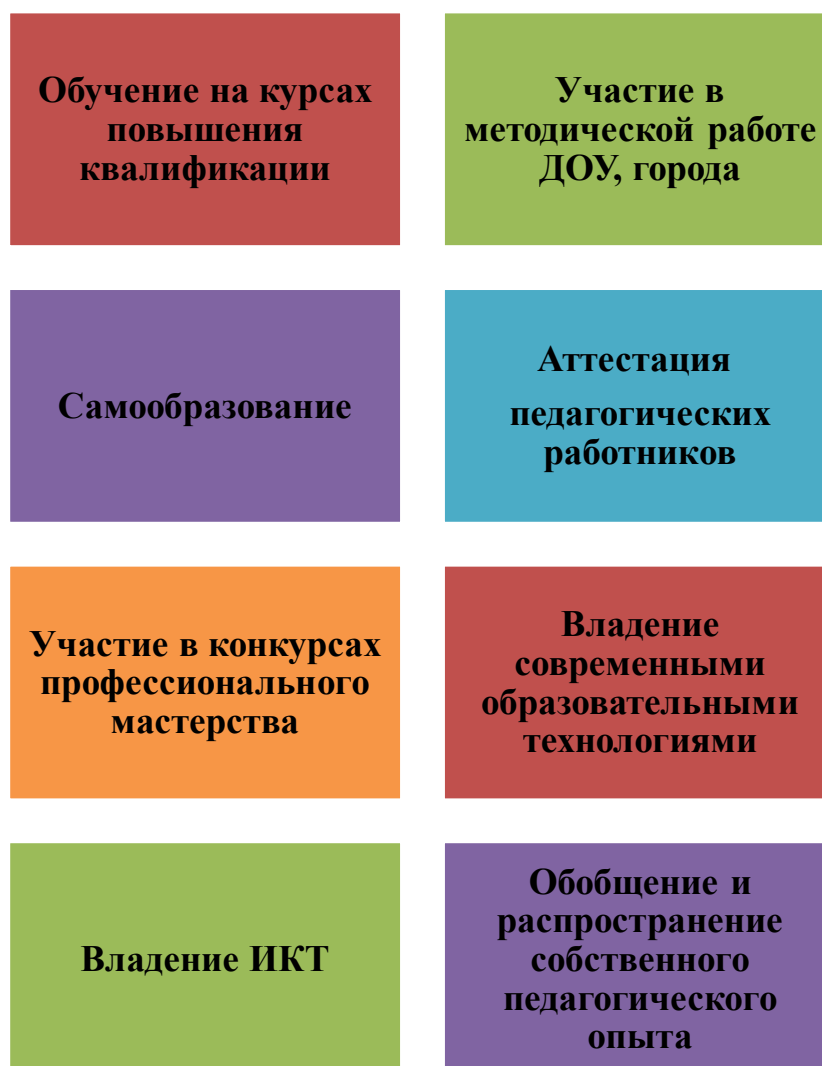 Обучение на курсах
повышения
квалификации
Участие в
методической работе
ДОУ, города
Самообразование
Аттестация
педагогических
работников
Участие в конкурсах
профессионального
мастерства
Владение
современными
образовательными
технологиями
Владение ИКТ
Обобщение и
распространение
собственного
педагогического
опыта